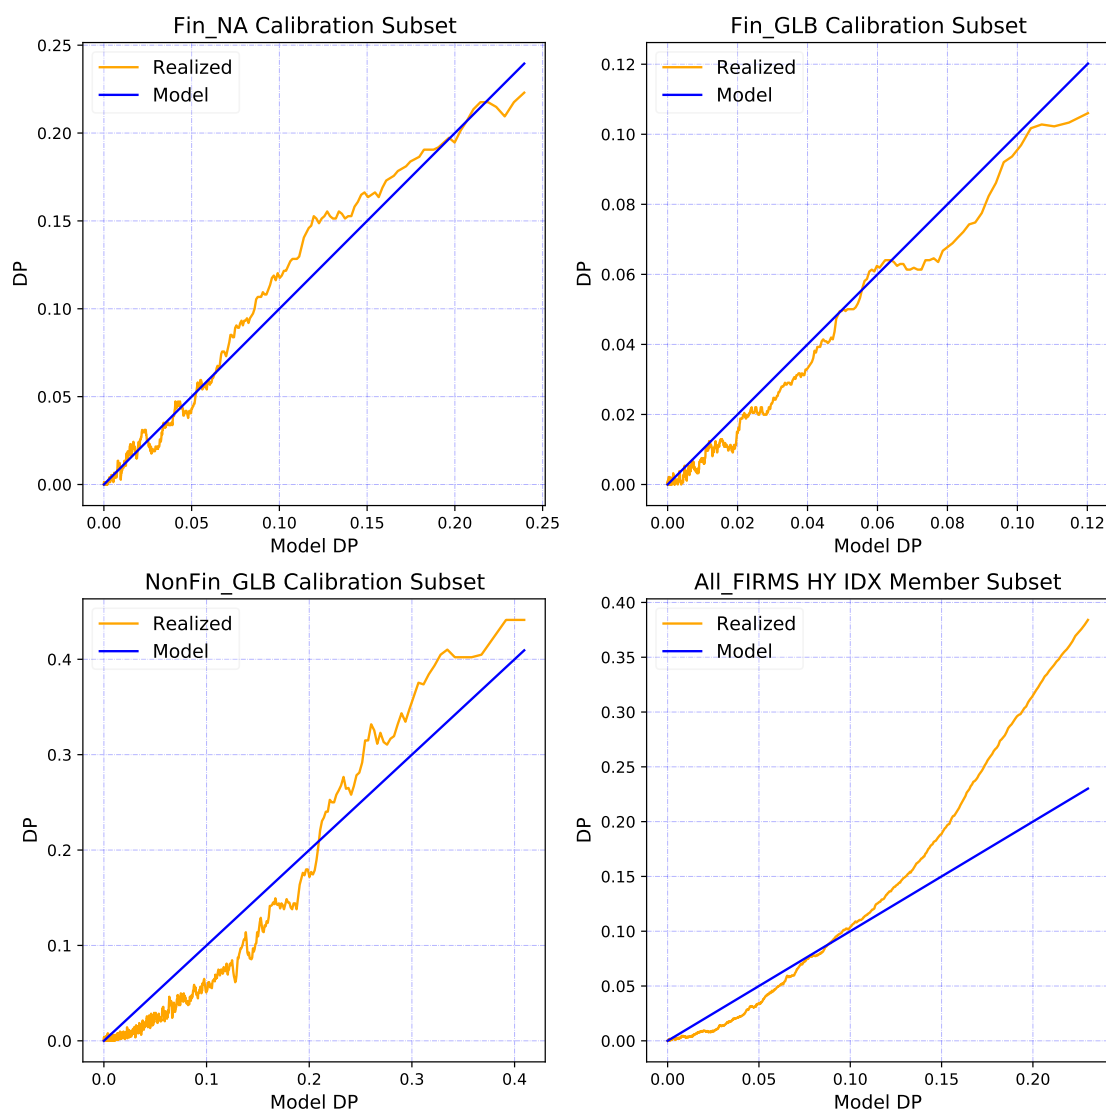 Fin_NA Calibration Subset
Realized
Model
DP
0.25
0.20
0.15
0.10
0.05
0.00
0.00 0.05 0.10 0.15 0.20 0.25
Model DP
Fin_GLB Calibration Subset
Realized
Model
DP
0.12
0.10
0.08
0.06
0.04
0.02
0.00
0.00 0.02 0.04 0.06 0.08 0.10 0.12
Model DP
NonFin_GLB Calibration Subset
Realized
Model
DP
0.4
0.3
0.2
0.1
0.0
0.0 0.1 0.2 0.3 0.4
Model DP
All_FIRMS HY IDX Member Subset
Realized
Model
DP
0.40
0.35
0.30
0.25
0.20
0.15
0.10
0.05
0.00
0.00 0.05 0.10 0.15 0.20
Model DP